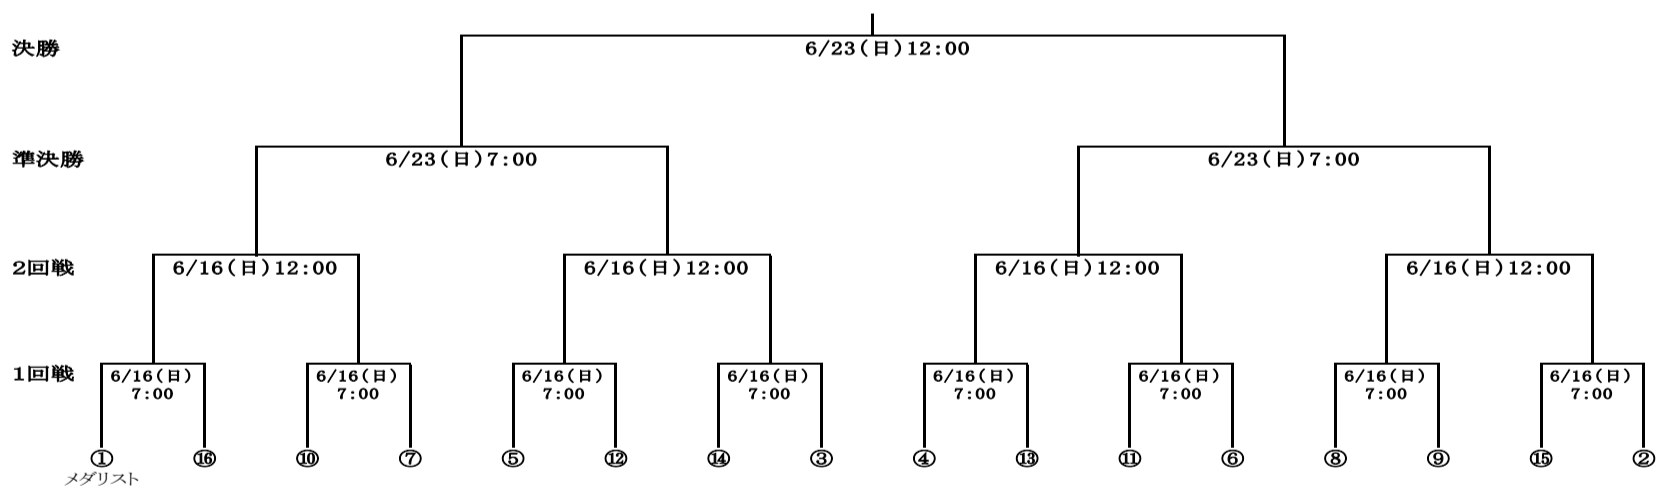 決勝
6/23(日)12:00
準決勝
6/23(日)7:00
6/23(日)7:00
2回戦
6/16(日)12:00
6/16(日)12:00
6/16(日)12:00
6/16(日)12:00
1回戦
6/16(日)
7:00
6/16(日)
7:00
6/16(日)
7:00
6/16(日)
7:00
6/16(日)
7:00
6/16(日)
7:00
6/16(日)
7:00
6/16(日)
7:00
① ⑯ ⑩ ⑦ ⑤ ⑫ ⑭ ③ ④ ⑬ ⑪ ⑥ ⑧ ⑨ ⑮ ②
メダリスト